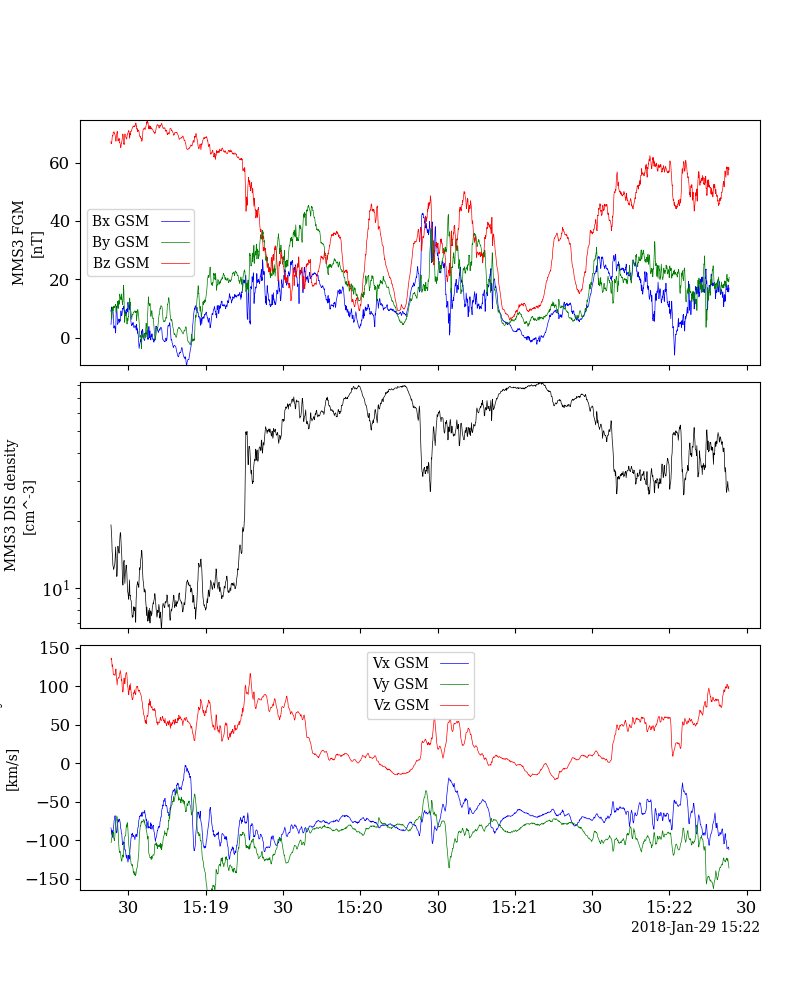 MMS3 FGM
[nT]
60
40
20
0
Bx GSM
By GSM
Bz GSM
MMS3 DIS density
[cm^-3]
10^1
[km/s]
150
100
50
0
−50
−100
−150
Vx GSM
Vy GSM
Vz GSM
30 15:19 30 15:20 30 15:21 30 15:22 30
2018-Jan-29 15:22